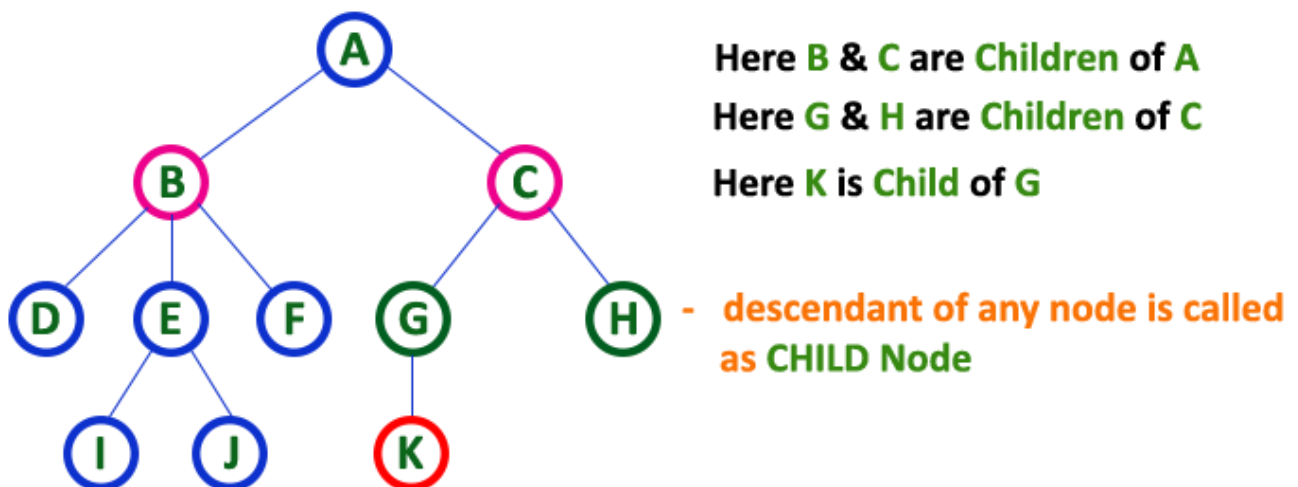 A
Here B & C are Children of A
Here G & H are Children of C
B
C
Here K is Child of G
D
E
F
G
H
- descendant of any node is called
as CHILD Node
I
J
K